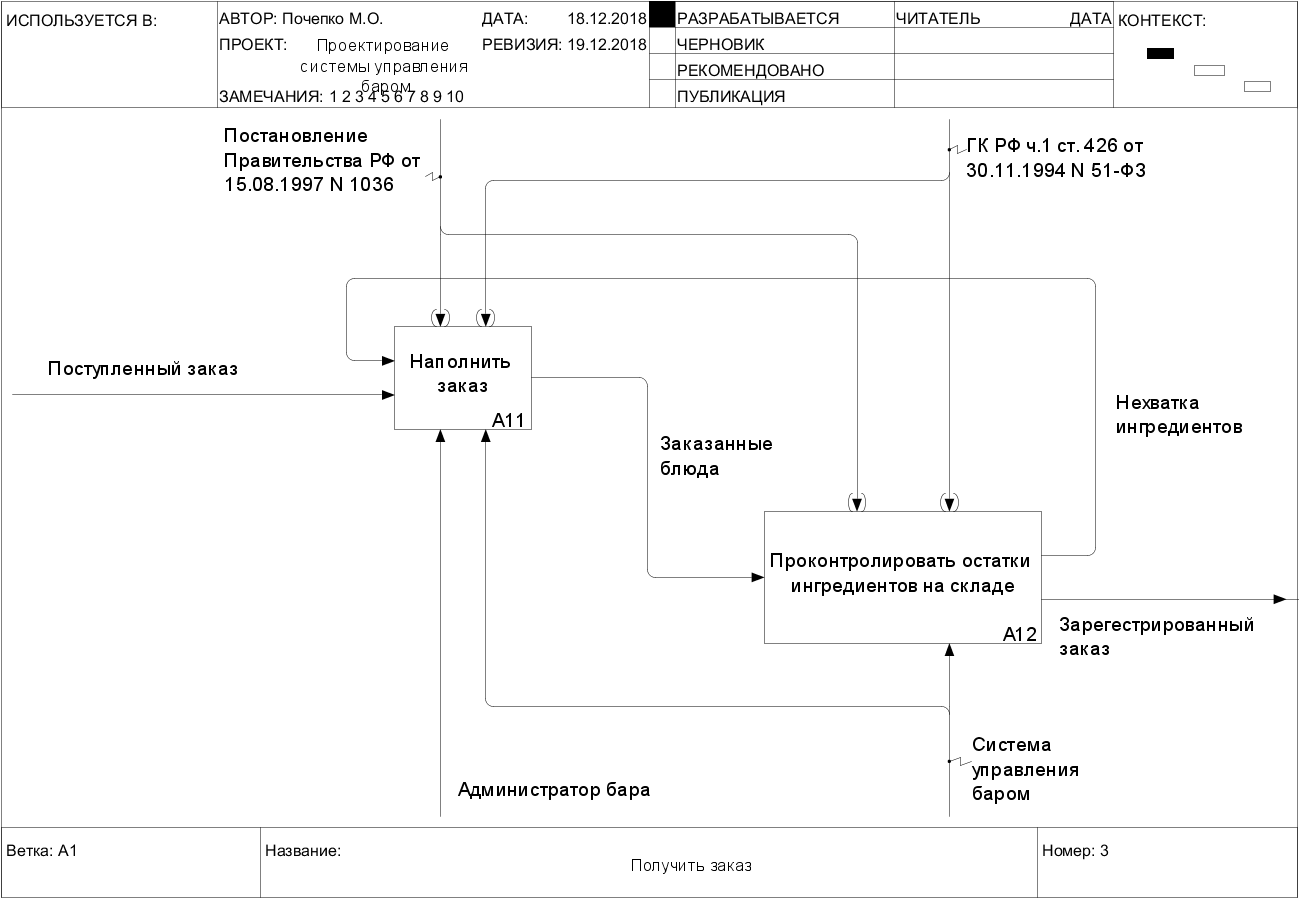 ИСПОЛЬЗУЕТСЯ В:
АВТОР: Почепко М.О.
ДАТА: 18.12.2018
ПРОЕКТ: Проектирование
системы управления
баром
РЕВИЗИЯ: 19.12.2018
ЗАМЕЧАНИЯ: 1 2 3 4 5 6 7 8 9 10
РАЗРАБАТЫВАЕТСЯ
ЧЕРНОВИК
РЕКОМЕНДОВАНО
ПУБЛИКАЦИЯ
ЧИТАТЕЛЬ ДАТА
КОНТЕКСТ:
Постановление
Правительства РФ от
15.08.1997 N 1036
ГК РФ ч.1 ст. 426 от
30.11.1994 N 51-ФЗ
Поступленный заказ
Наполнить
заказ
A11
Нехватка
ингредиентов
Заказанные
блюда
Проконтролировать остатки
ингредиентов на складе
A12
Зарегестрированный
заказ
Система
управления
баром
Администратор бара
Ветка: A1
Название:
Получить заказ
Номер: 3